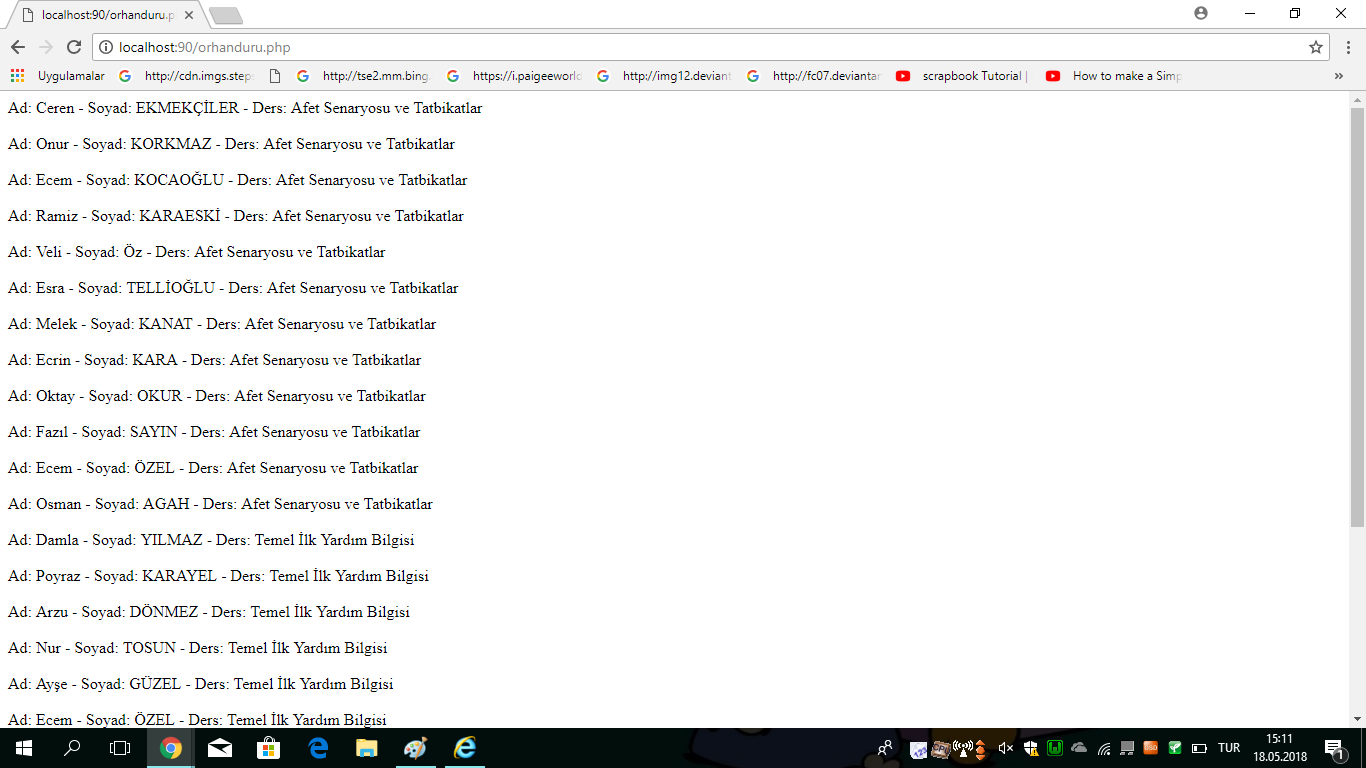 localhost:90/orhanduru.p
localhost:90/orhanduru.php
Uygulamalar http://cdn.imgs.steps http://tse2.mm.bing. https://i.paigeeworld http://img12.deviant http://fc07.deviantar scrapbook Tutorial | How to make a Simp »
Ad: Ceren - Soyad: EKMEKÇİLER - Ders: Afet Senaryosu ve Tatbikatlar
Ad: Onur - Soyad: KORKMAZ - Ders: Afet Senaryosu ve Tatbikatlar
Ad: Ecem - Soyad: KOCAOĞLU - Ders: Afet Senaryosu ve Tatbikatlar
Ad: Ramiz - Soyad: KARAESKİ - Ders: Afet Senaryosu ve Tatbikatlar
Ad: Veli - Soyad: Öz - Ders: Afet Senaryosu ve Tatbikatlar
Ad: Esra - Soyad: TELLİOĞLU - Ders: Afet Senaryosu ve Tatbikatlar
Ad: Melek - Soyad: KANAT - Ders: Afet Senaryosu ve Tatbikatlar
Ad: Ecrin - Soyad: KARA - Ders: Afet Senaryosu ve Tatbikatlar
Ad: Oktay - Soyad: OKUR - Ders: Afet Senaryosu ve Tatbikatlar
Ad: Fazıl - Soyad: SAYIN - Ders: Afet Senaryosu ve Tatbikatlar
Ad: Ecem - Soyad: ÖZEL - Ders: Afet Senaryosu ve Tatbikatlar
Ad: Osman - Soyad: AGAH - Ders: Afet Senaryosu ve Tatbikatlar
Ad: Damla - Soyad: YILMAZ - Ders: Temel İlk Yardım Bilgisi
Ad: Poyraz - Soyad: KARAYEL - Ders: Temel İlk Yardım Bilgisi
Ad: Arzu - Soyad: DÖNMEZ - Ders: Temel İlk Yardım Bilgisi
Ad: Nur - Soyad: TOSUN - Ders: Temel İlk Yardım Bilgisi
Ad: Ayşe - Soyad: GÜZEL - Ders: Temel İlk Yardım Bilgisi
Ad: Ecem - Soyad: ÖZEL - Ders: Temel İlk Yardım Bilgisi
TUR
15:11
18.05.2018
1